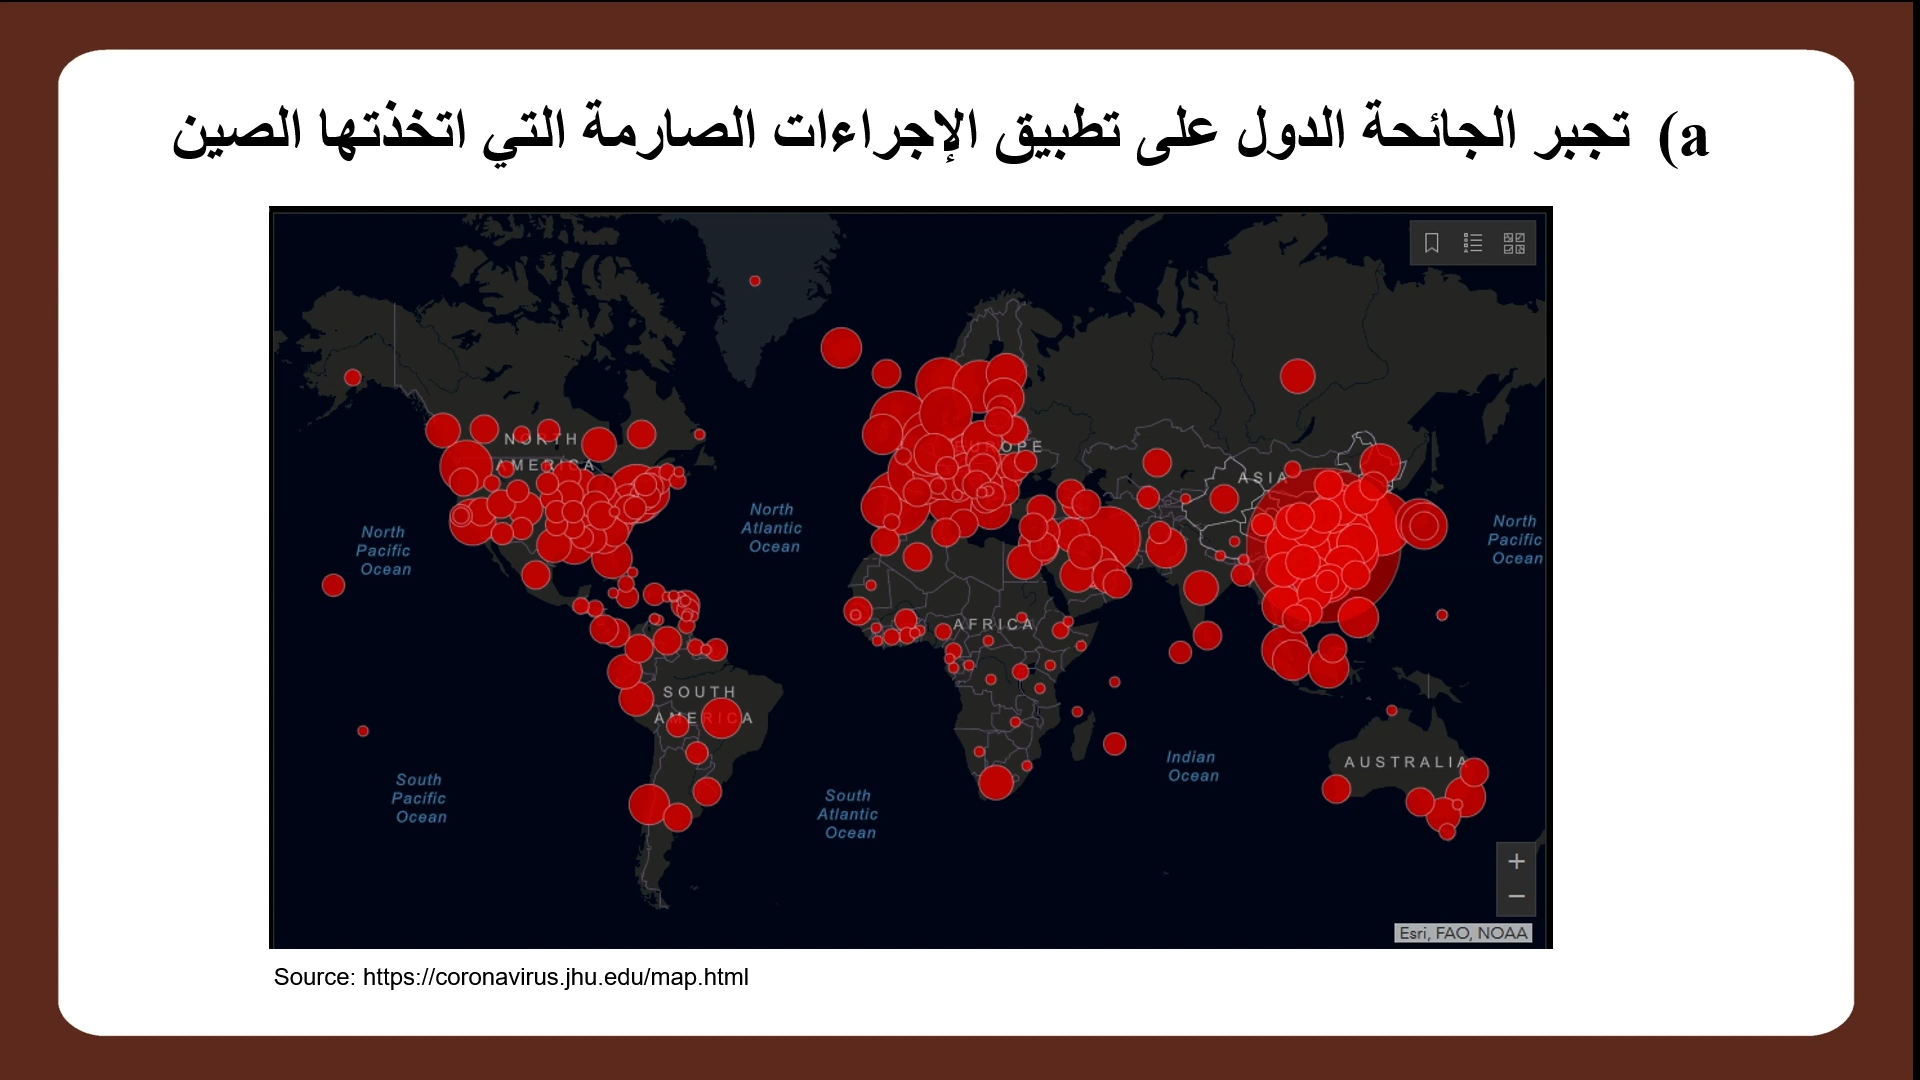 a) تجبر الجائحة الدول على تطبيق الإجراءات الصارمة التي اتخذتها الصين
NORTH
AMERICA
EUROPE
ASIA
North
Pacific
Ocean
North
Atlantic
Ocean
North
Pacific
Ocean
AFRICA
SOUTH
AMERICA
South
Pacific
Ocean
South
Atlantic
Ocean
Indian
Ocean
AUSTRALIA
+
−
Esri, FAO, NOAA
Source: https://coronavirus.jhu.edu/map.html